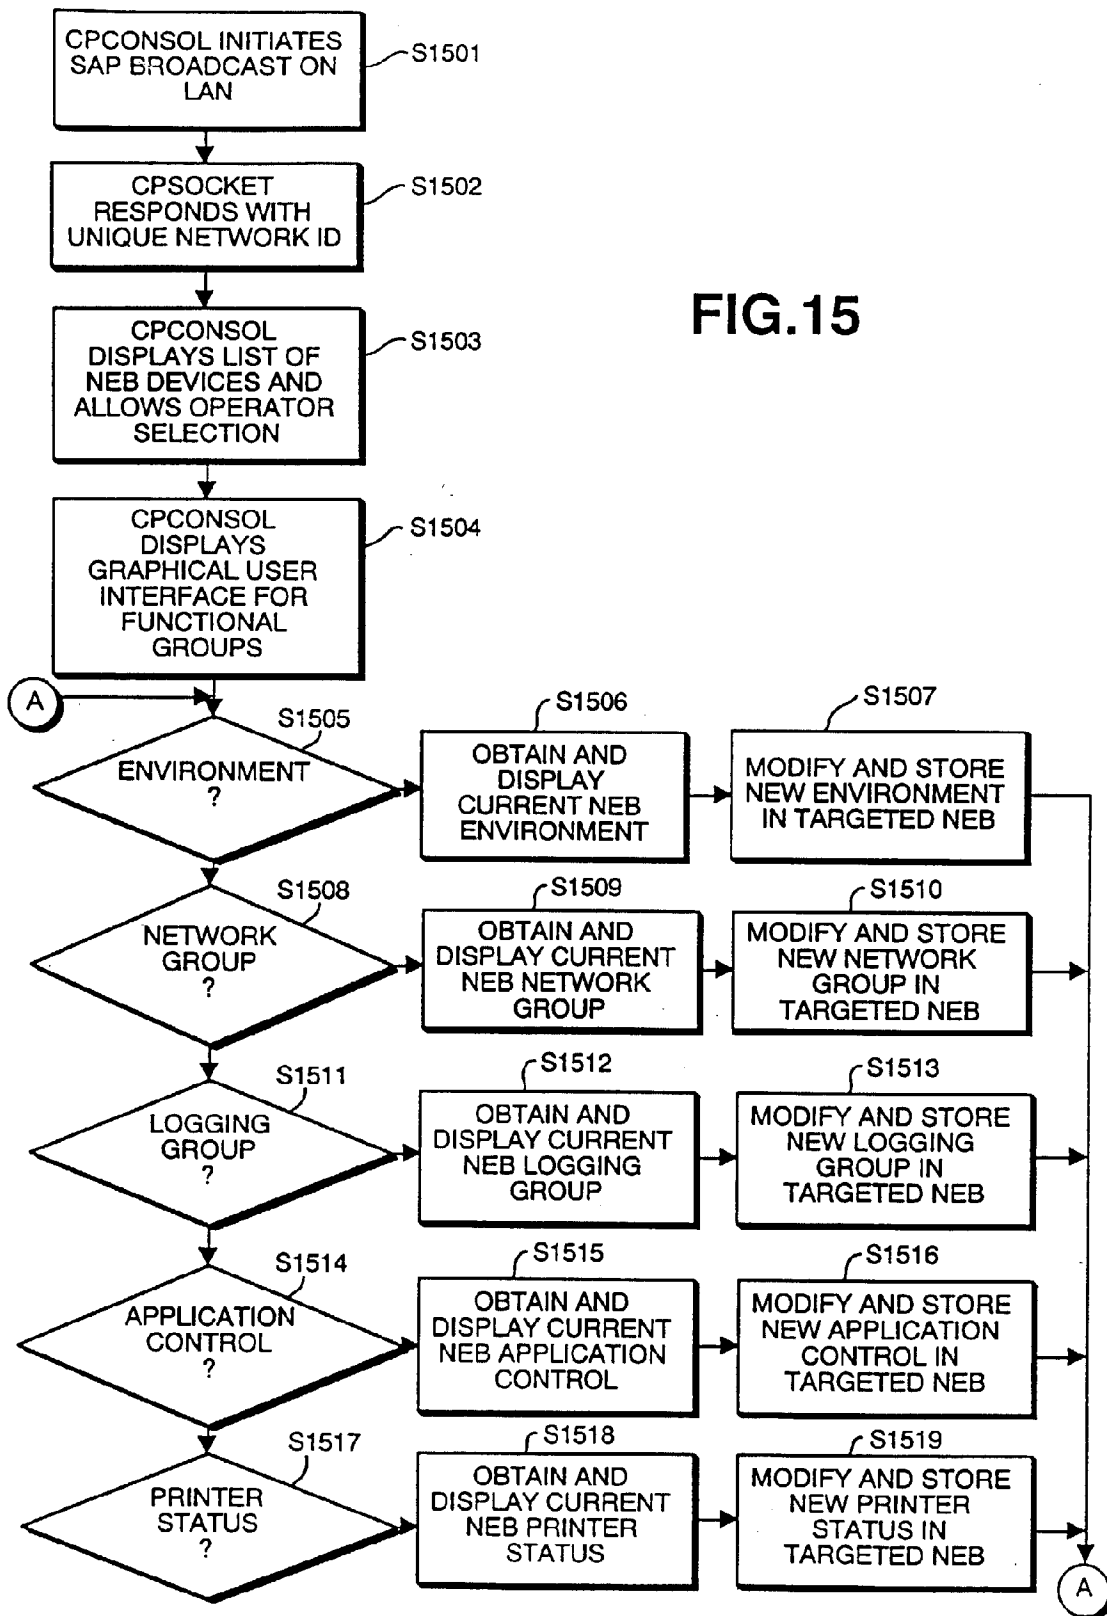 CPCONSOL INITIATES
SAP BROADCAST ON
LAN
S1501
CPSOCKET
RESPONDS WITH
UNIQUE NETWORK ID
S1502
CPCONSOL
DISPLAYS LIST OF
NEB DEVICES AND
ALLOWS OPERATOR
SELECTION
S1503
FIG.15
CPCONSOL
DISPLAYS
GRAPHICAL USER
INTERFACE FOR
FUNCTIONAL
GROUPS
S1504
A
ENVIRONMENT
?
S1505
S1506
OBTAIN AND
DISPLAY
CURRENT NEB
ENVIRONMENT
S1507
MODIFY AND STORE
NEW ENVIRONMENT
IN TARGETED NEB
NETWORK
GROUP
?
S1508
S1509
OBTAIN AND
DISPLAY CURRENT
NEB NETWORK
GROUP
S1510
MODIFY AND STORE
NEW NETWORK
GROUP IN
TARGETED NEB
LOGGING
GROUP
?
S1511
S1512
OBTAIN AND
DISPLAY CURRENT
NEB LOGGING
GROUP
S1513
MODIFY AND STORE
NEW LOGGING
GROUP IN
TARGETED NEB
APPLICATION
CONTROL
?
S1514
S1515
OBTAIN AND
DISPLAY CURRENT
NEB APPLICATION
CONTROL
S1516
MODIFY AND STORE
NEW APPLICATION
CONTROL IN
TARGETED NEB
PRINTER
STATUS
?
S1517
S1518
OBTAIN AND
DISPLAY CURRENT
NEB PRINTER
STATUS
S1519
MODIFY AND STORE
NEW PRINTER
STATUS IN
TARGETED NEB
A